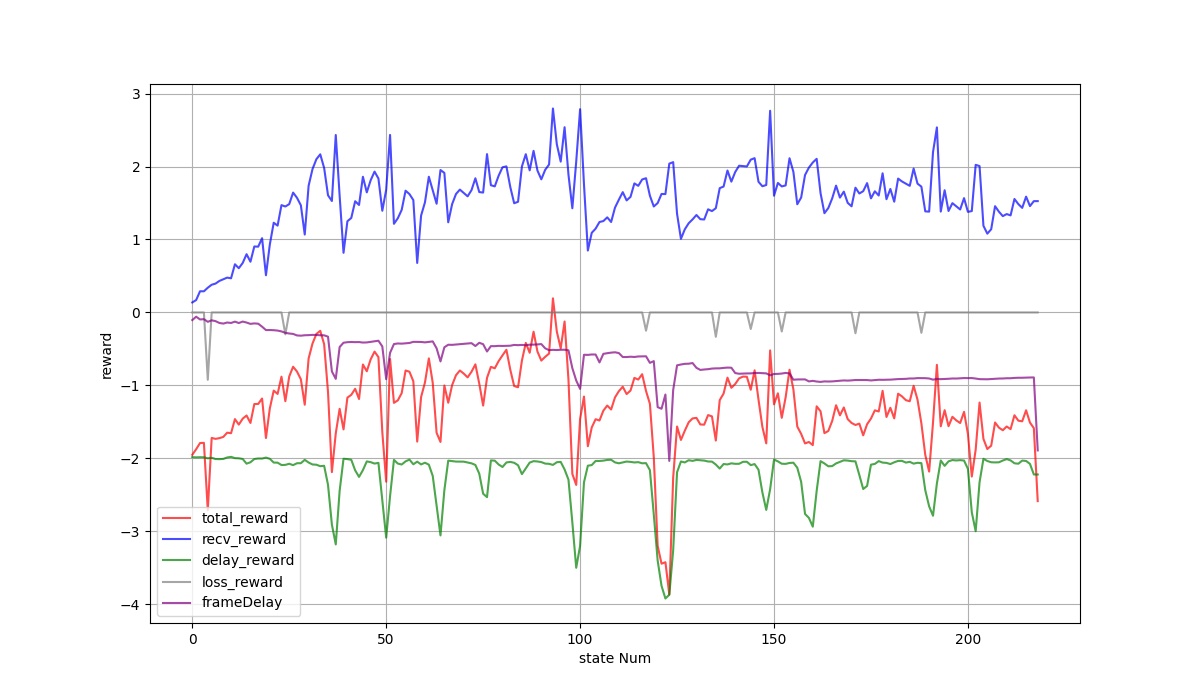 3
2
1
0
−1
−2
−3
−4
reward
total_reward
recv_reward
delay_reward
loss_reward
frameDelay
0 50 100 150 200
state Num